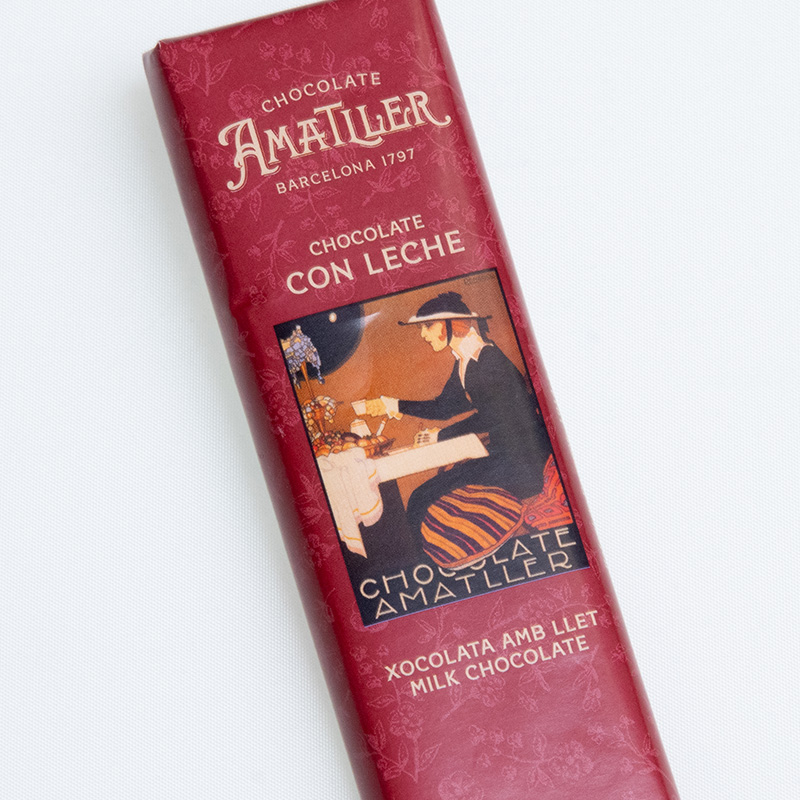 CHOCOLATE
AMATLLER
BARCELONA 1797
CHOCOLATE
CON LECHE
CHOCOLATE
AMATLLER
XOCOLATA AMB LLET
MILK CHOCOLATE